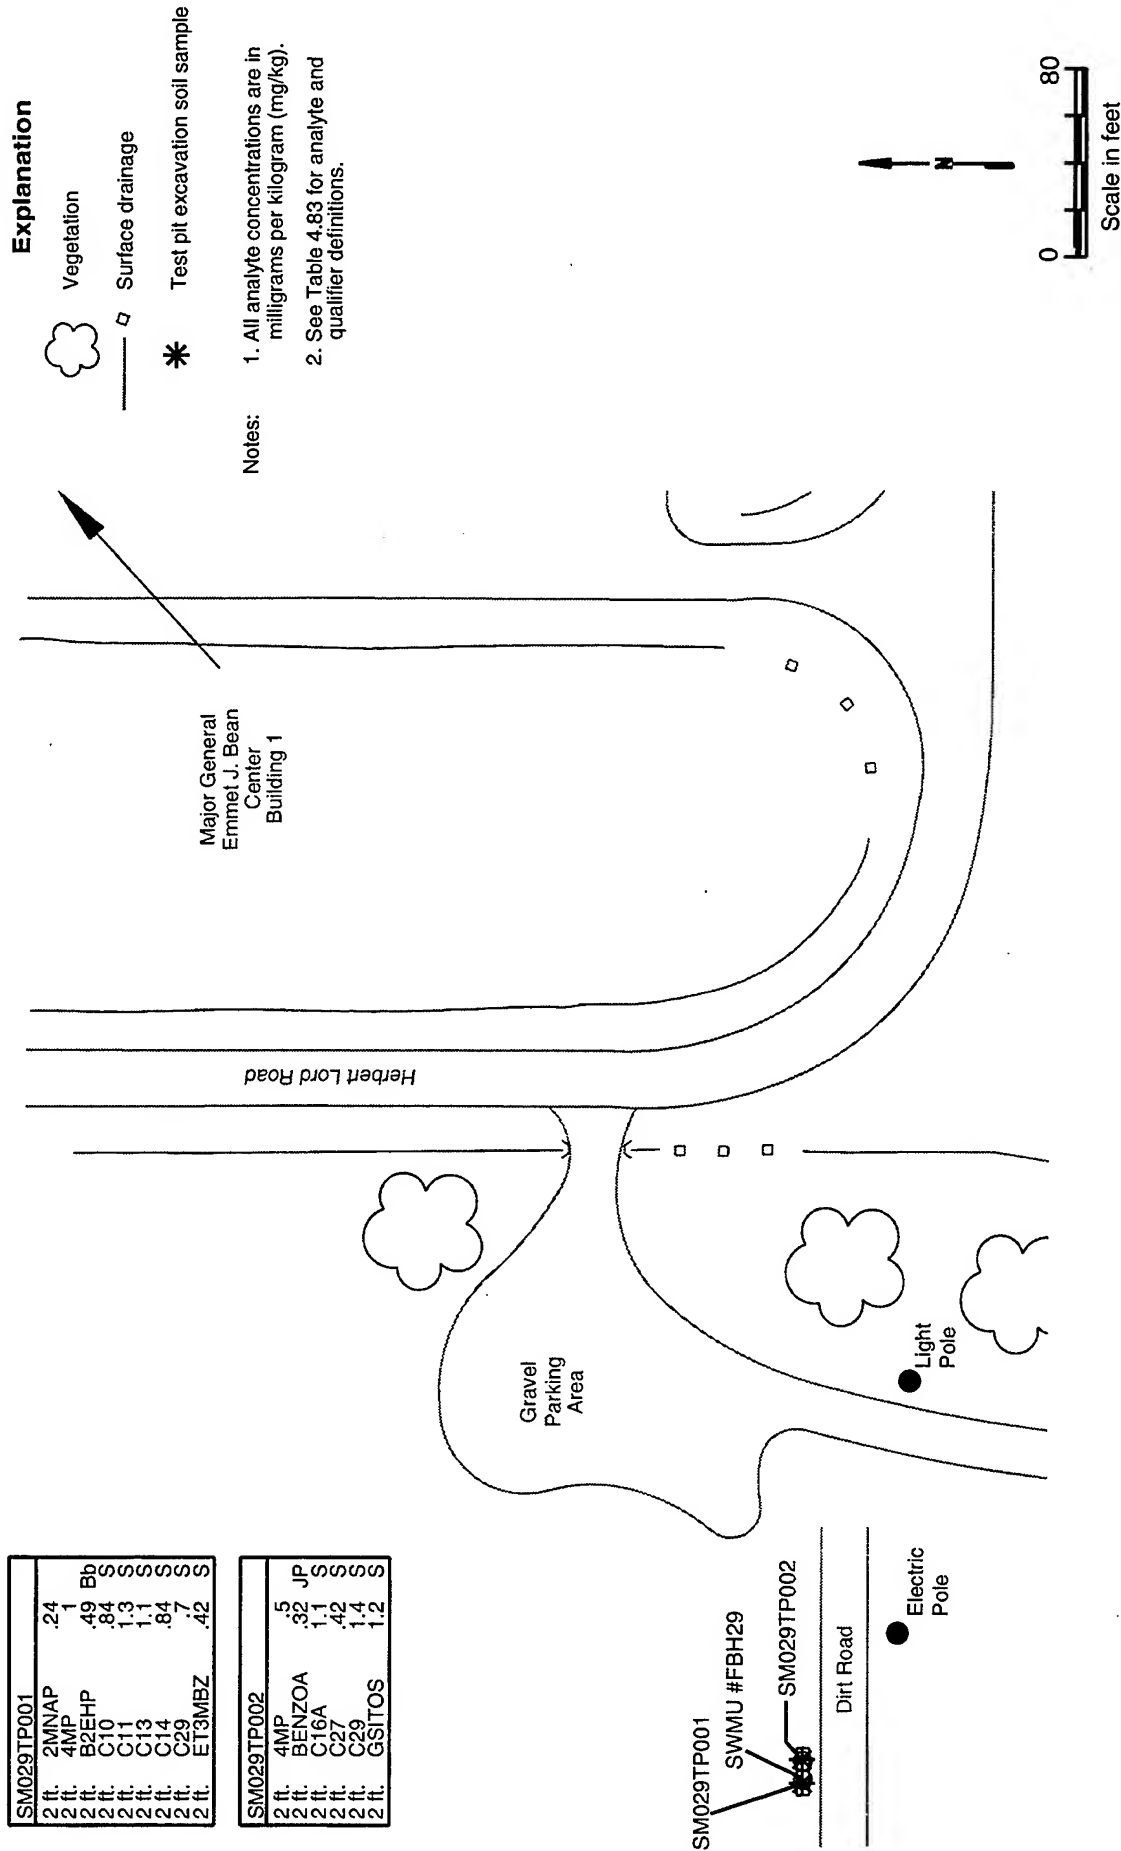 SM029TP001
2 ft. 2MNAP .24
2 ft. 4MP 1
2 ft. B2EHP .49 Bb
2 ft. C10 .84 S
2 ft. C11 1.3 S
2 ft. C13 1.1 S
2 ft. C14 .84 S
2 ft. C29 .7 S
2 ft. ET3MBZ .42 S
SM029TP002
2 ft. 4MP .5
2 ft. BENZOA .32 JP
2 ft. C16A 1.1 S
2 ft. C27 .42 S
2 ft. C29 1.4 S
2 ft. GSITOS 1.2 S
Explanation
Vegetation
Surface drainage
Test pit excavation soil sample
Notes:
1. All analyte concentrations are in
milligrams per kilogram (mg/kg).
2. See Table 4.83 for analyte and
qualifier definitions.
Major General
Emmet J. Bean
Center
Building 1
Herbert Lord Road
Gravel
Parking
Area
Light
Pole
SM029TP001
SWMU #FBH29
SM029TP002
Dirt Road
Electric
Pole
N
0 80
Scale in feet